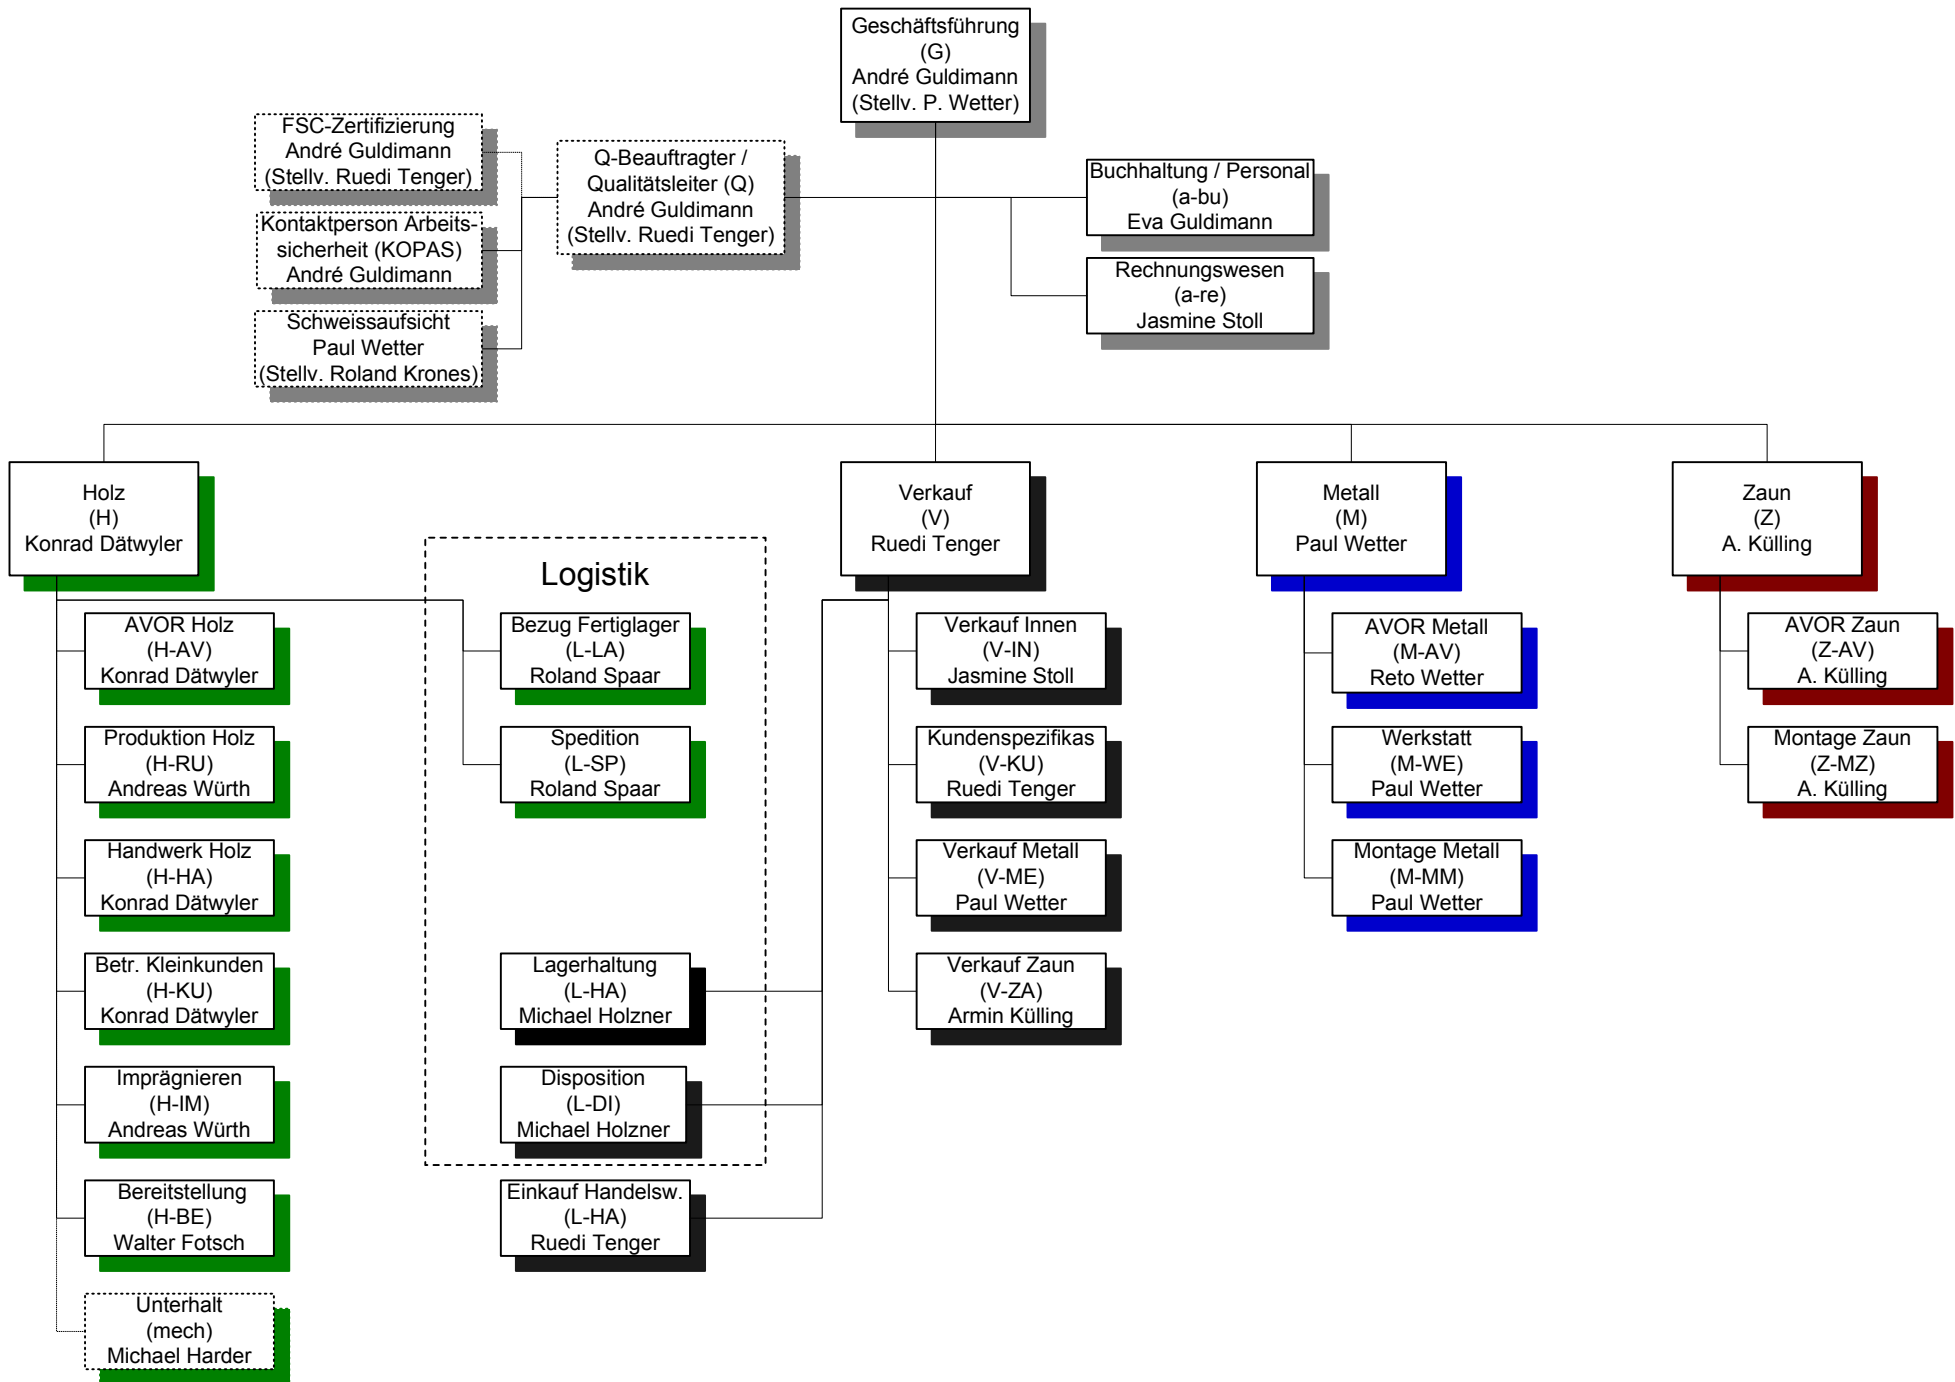 Geschäftsführung
(G)
André Guldimann
(Stellv. P. Wetter)
FSC-Zertifizierung
André Guldimann
(Stellv. Ruedi Tenger)
Kontaktperson Arbeits-
sicherheit (KOPAS)
André Guldimann
Schweissaufsicht
Paul Wetter
(Stellv. Roland Krones)
Q-Beauftragter /
Qualitätsleiter (Q)
André Guldimann
(Stellv. Ruedi Tenger)
Buchhaltung / Personal
(a-bu)
Eva Guldimann
Rechnungswesen
(a-re)
Jasmine Stoll
Holz
(H)
Konrad Dätwyler
Verkauf
(V)
Ruedi Tenger
Metall
(M)
Paul Wetter
Zaun
(Z)
A. Külling
AVOR Holz
(H-AV)
Konrad Dätwyler
Produktion Holz
(H-RU)
Andreas Würth
Handwerk Holz
(H-HA)
Konrad Dätwyler
Betr. Kleinkunden
(H-KU)
Konrad Dätwyler
Imprägnieren
(H-IM)
Andreas Würth
Bereitstellung
(H-BE)
Walter Fotsch
Unterhalt
(mech)
Michael Harder
Logistik
Bezug Fertiglager
(L-LA)
Roland Spaar
Spedition
(L-SP)
Roland Spaar
Lagerhaltung
(L-HA)
Michael Holzner
Disposition
(L-DI)
Michael Holzner
Einkauf Handelsw.
(L-HA)
Ruedi Tenger
Verkauf Innen
(V-IN)
Jasmine Stoll
Kundenspezifikas
(V-KU)
Ruedi Tenger
Verkauf Metall
(V-ME)
Paul Wetter
Verkauf Zaun
(V-ZA)
Armin Külling
AVOR Metall
(M-AV)
Reto Wetter
Werkstatt
(M-WE)
Paul Wetter
Montage Metall
(M-MM)
Paul Wetter
AVOR Zaun
(Z-AV)
A. Külling
Montage Zaun
(Z-MZ)
A. Külling